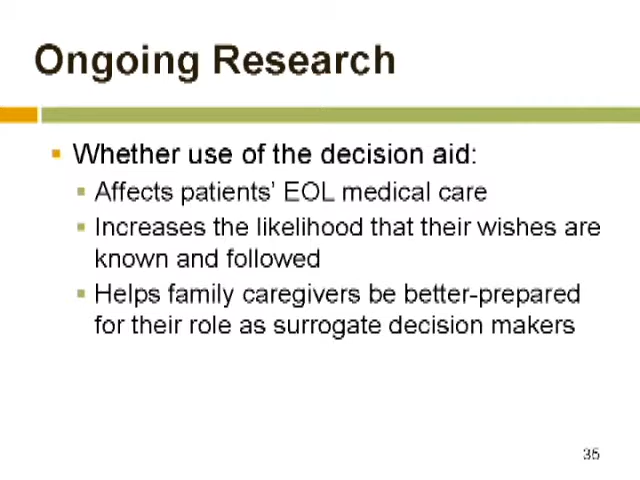 Ongoing Research
Whether use of the decision aid:
Affects patients' EOL medical care
Increases the likelihood that their wishes are
known and followed
Helps family caregivers be better-prepared
for their role as surrogate decision makers
35